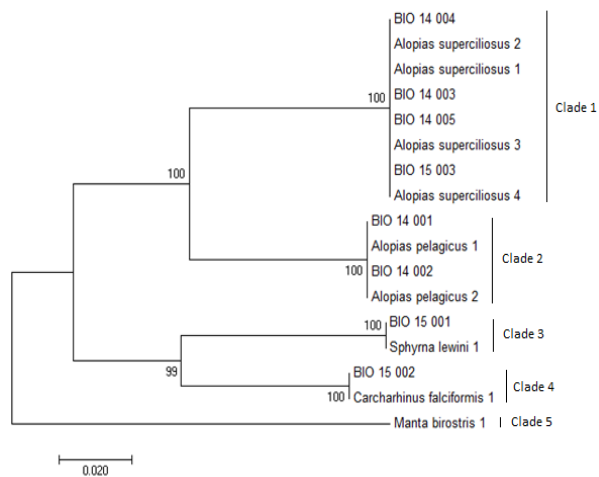 BIO 14 004
Alopias superciliosus 2
Alopias superciliosus 1
100
BIO 14 003
Clade 1
BIO 14 005
Alopias superciliosus 3
BIO 15 003
100
Alopias superciliosus 4
BIO 14 001
Alopias pelagicus 1
Clade 2
100
BIO 14 002
Alopias pelagicus 2
100
BIO 15 001
Clade 3
Sphyrna lewini 1
99
BIO 15 002
Clade 4
100
Carcharhinus falciformis 1
Manta birostris 1
Clade 5
0.020